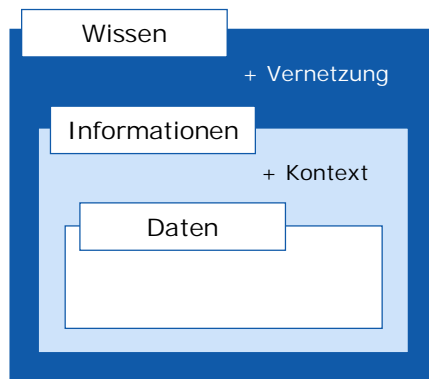 Wissen
+ Vernetzung
Informationen
+ Kontext
Daten